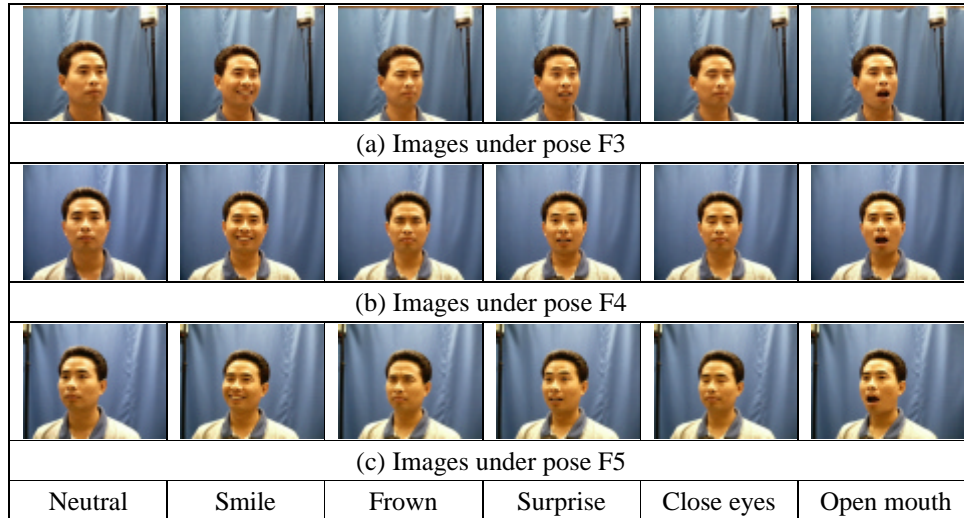 (a) Images under pose F3
(b) Images under pose F4
(c) Images under pose F5
Neutral Smile Frown Surprise Close eyes Open mouth